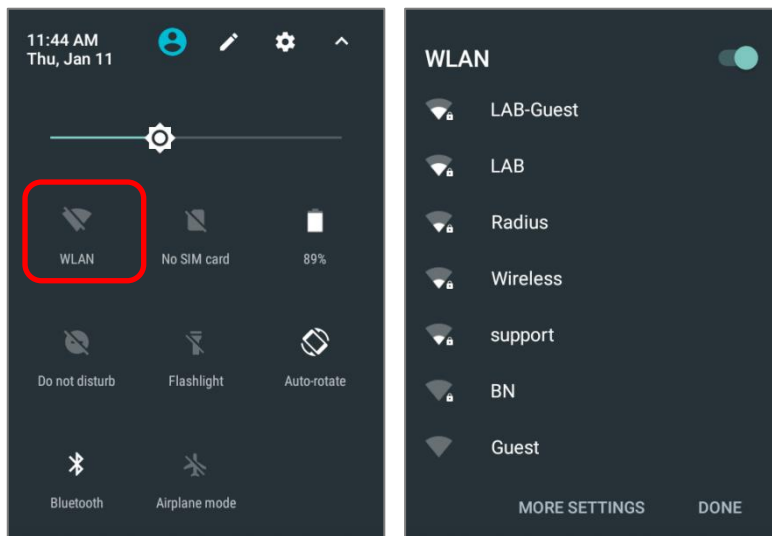 11:44 AM
Thu, Jan 11
WLAN
No SIM card
89%
Do not disturb
Flashlight
Auto-rotate
Bluetooth
Airplane mode
WLAN
LAB-Guest
LAB
Radius
Wireless
support
BN
Guest
MORE SETTINGS
DONE